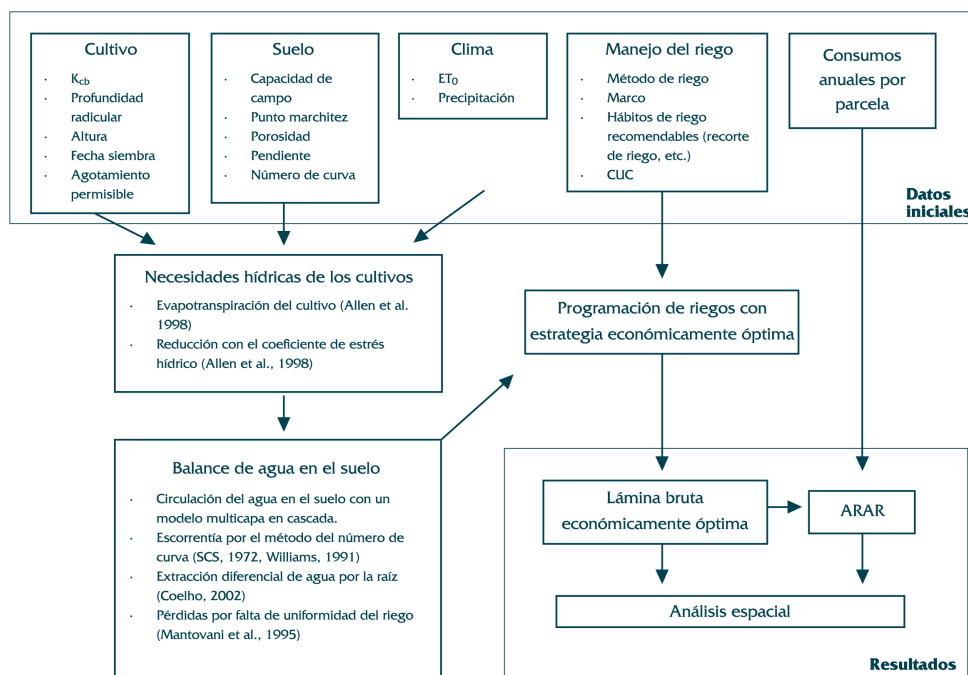 Cultivo
· Kcb
· Profundidad
radicular
· Altura
· Fecha siembra
· Agotamiento
permisible
Suelo
· Capacidad de
campo
· Punto marchitez
· Porosidad
· Pendiente
· Número de curva
Clima
· ET0
· Precipitación
Manejo del riego
· Método de riego
· Marco
· Hábitos de riego
recomendables (recorte
de riego, etc.)
· CUC
Consumos
anuales por
parcela
Datos
iniciales
Necesidades hídricas de los cultivos
· Evapotranspiración del cultivo (Allen et al.
1998)
· Reducción con el coeficiente de estrés
hídrico (Allen et al., 1998)
Programación de riegos con
estrategia económicamente óptima
Balance de agua en el suelo
· Circulación del agua en el suelo con un
modelo multicapa en cascada.
· Escorrentía por el método del número de
curva (SCS, 1972, Williams, 1991)
· Extracción diferencial de agua por la raíz
(Coelho, 2002)
· Pérdidas por falta de uniformidad del riego
(Mantovani et al., 1995)
Lámina bruta
económicamente óptima
ARAR
Análisis espacial
Resultados